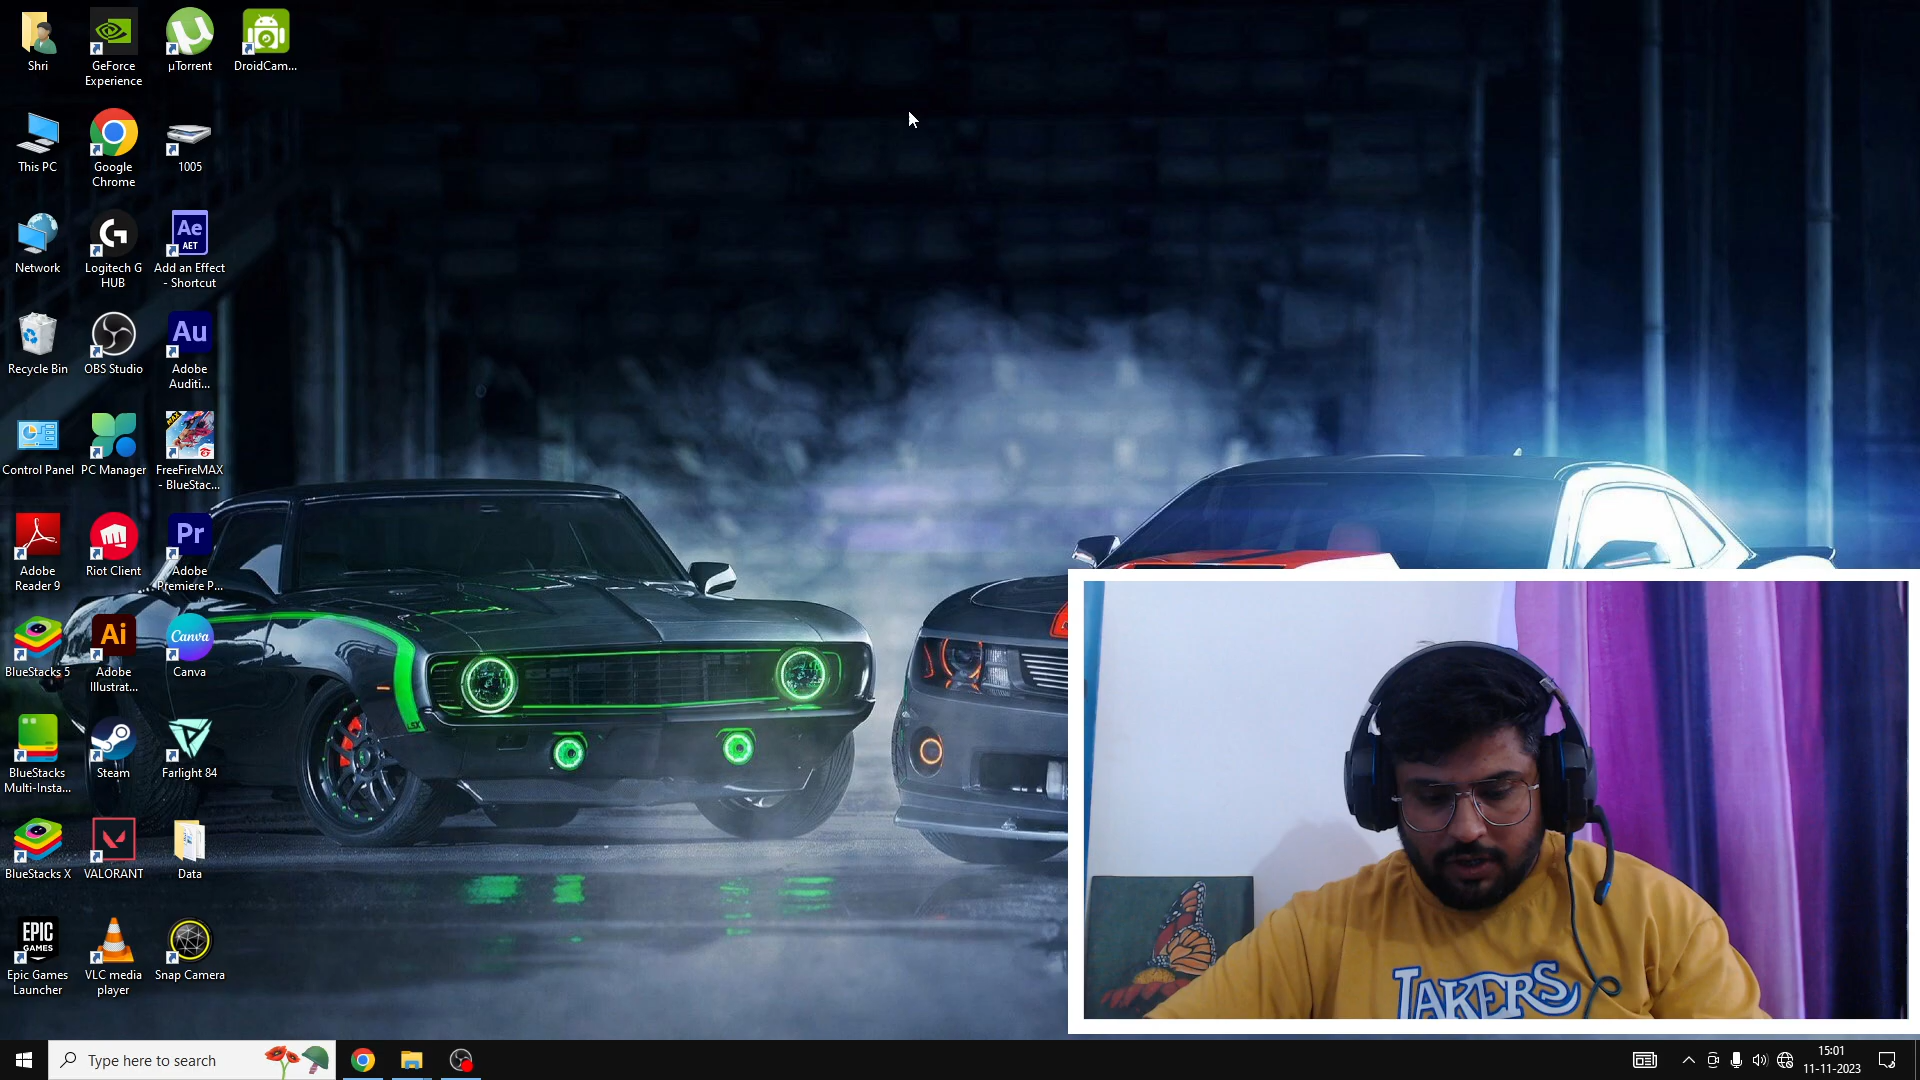 Shri
GeForce
Experience
µTorrent
DroidCam...
This PC
Google
Chrome
1005
Network
Logitech G
HUB
Ae
AET
Add an Effect
- Shortcut
Recycle Bin
OBS Studio
Au
Adobe
Auditi...
Control Panel
PC Manager
MAX
FreeFireMAX
- BlueStac...
Adobe
Reader 9
Riot Client
Pr
Adobe
Premiere P...
BlueStacks 5
Ai
Adobe
Illustrat...
Canva
Canva
BlueStacks
Multi-Insta...
Steam
Farlight 84
BlueStacks X
VALORANT
Data
EPIC
GAMES
Epic Games
Launcher
VLC media
player
Snap Camera
LAKERS
Type here to search
15:01
11-11-2023